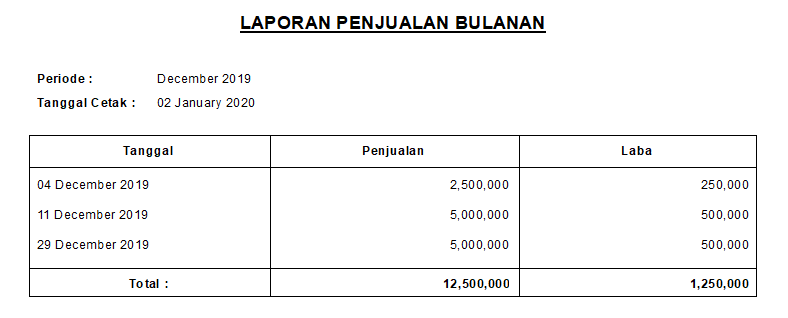 LAPORAN PENJUALAN BULANAN
Periode : December 2019
Tanggal Cetak : 02 January 2020
Tanggal Penjualan Laba
04 December 2019 2,500,000 250,000
11 December 2019 5,000,000 500,000
29 December 2019 5,000,000 500,000
Total : 12,500,000 1,250,000